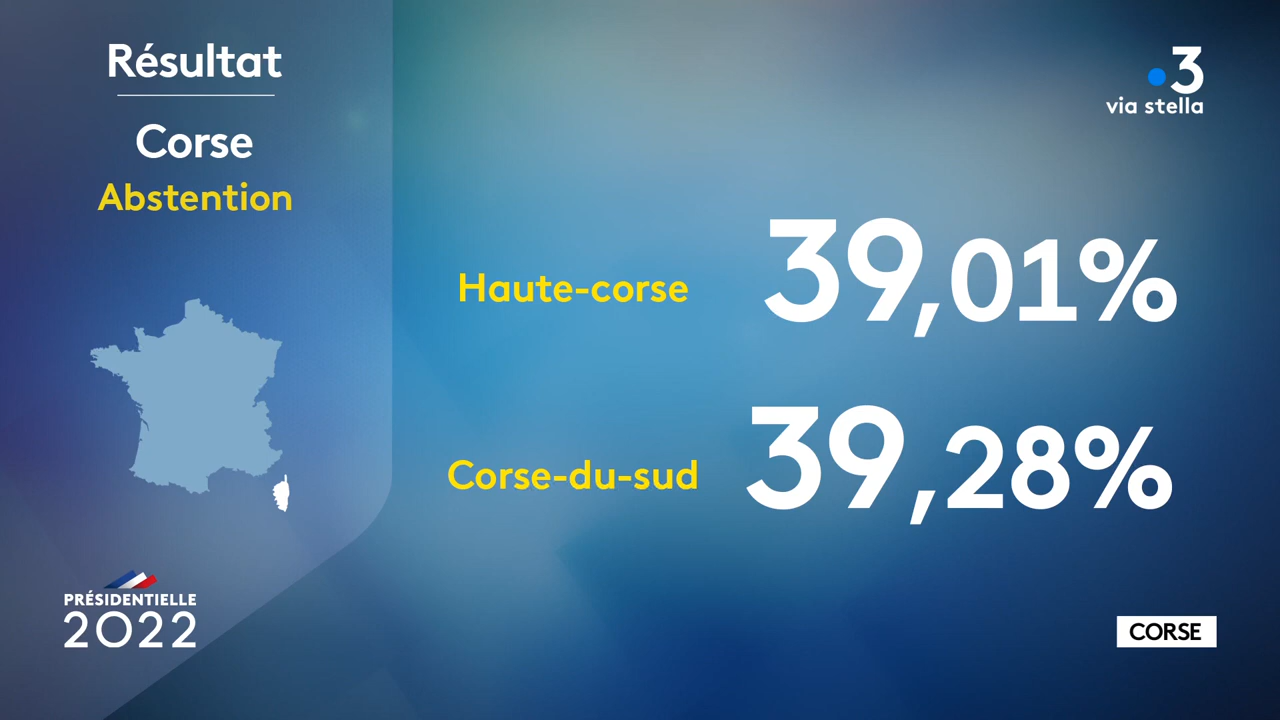 Résultat
Corse
Abstention
3
via stella
Haute-corse 39,01%
Corse-du-sud 39,28%
PRÉSIDENTIELLE
2022
CORSE